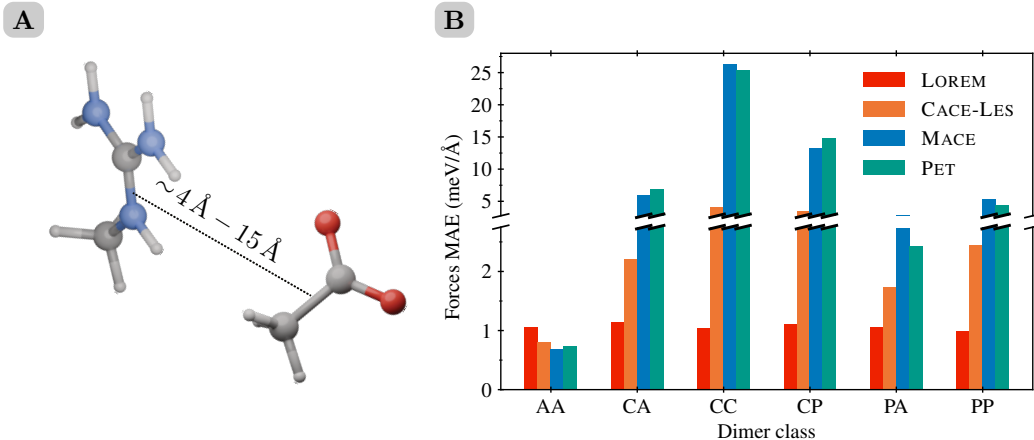 A
∼4 Å − 15 Å
B
Forces MAE (meV/Å)
25
20
15
10
5
2
1
0
LOREM
CACE-LES
MACE
PET
AA
CA
CC
CP
PA
PP
Dimer class